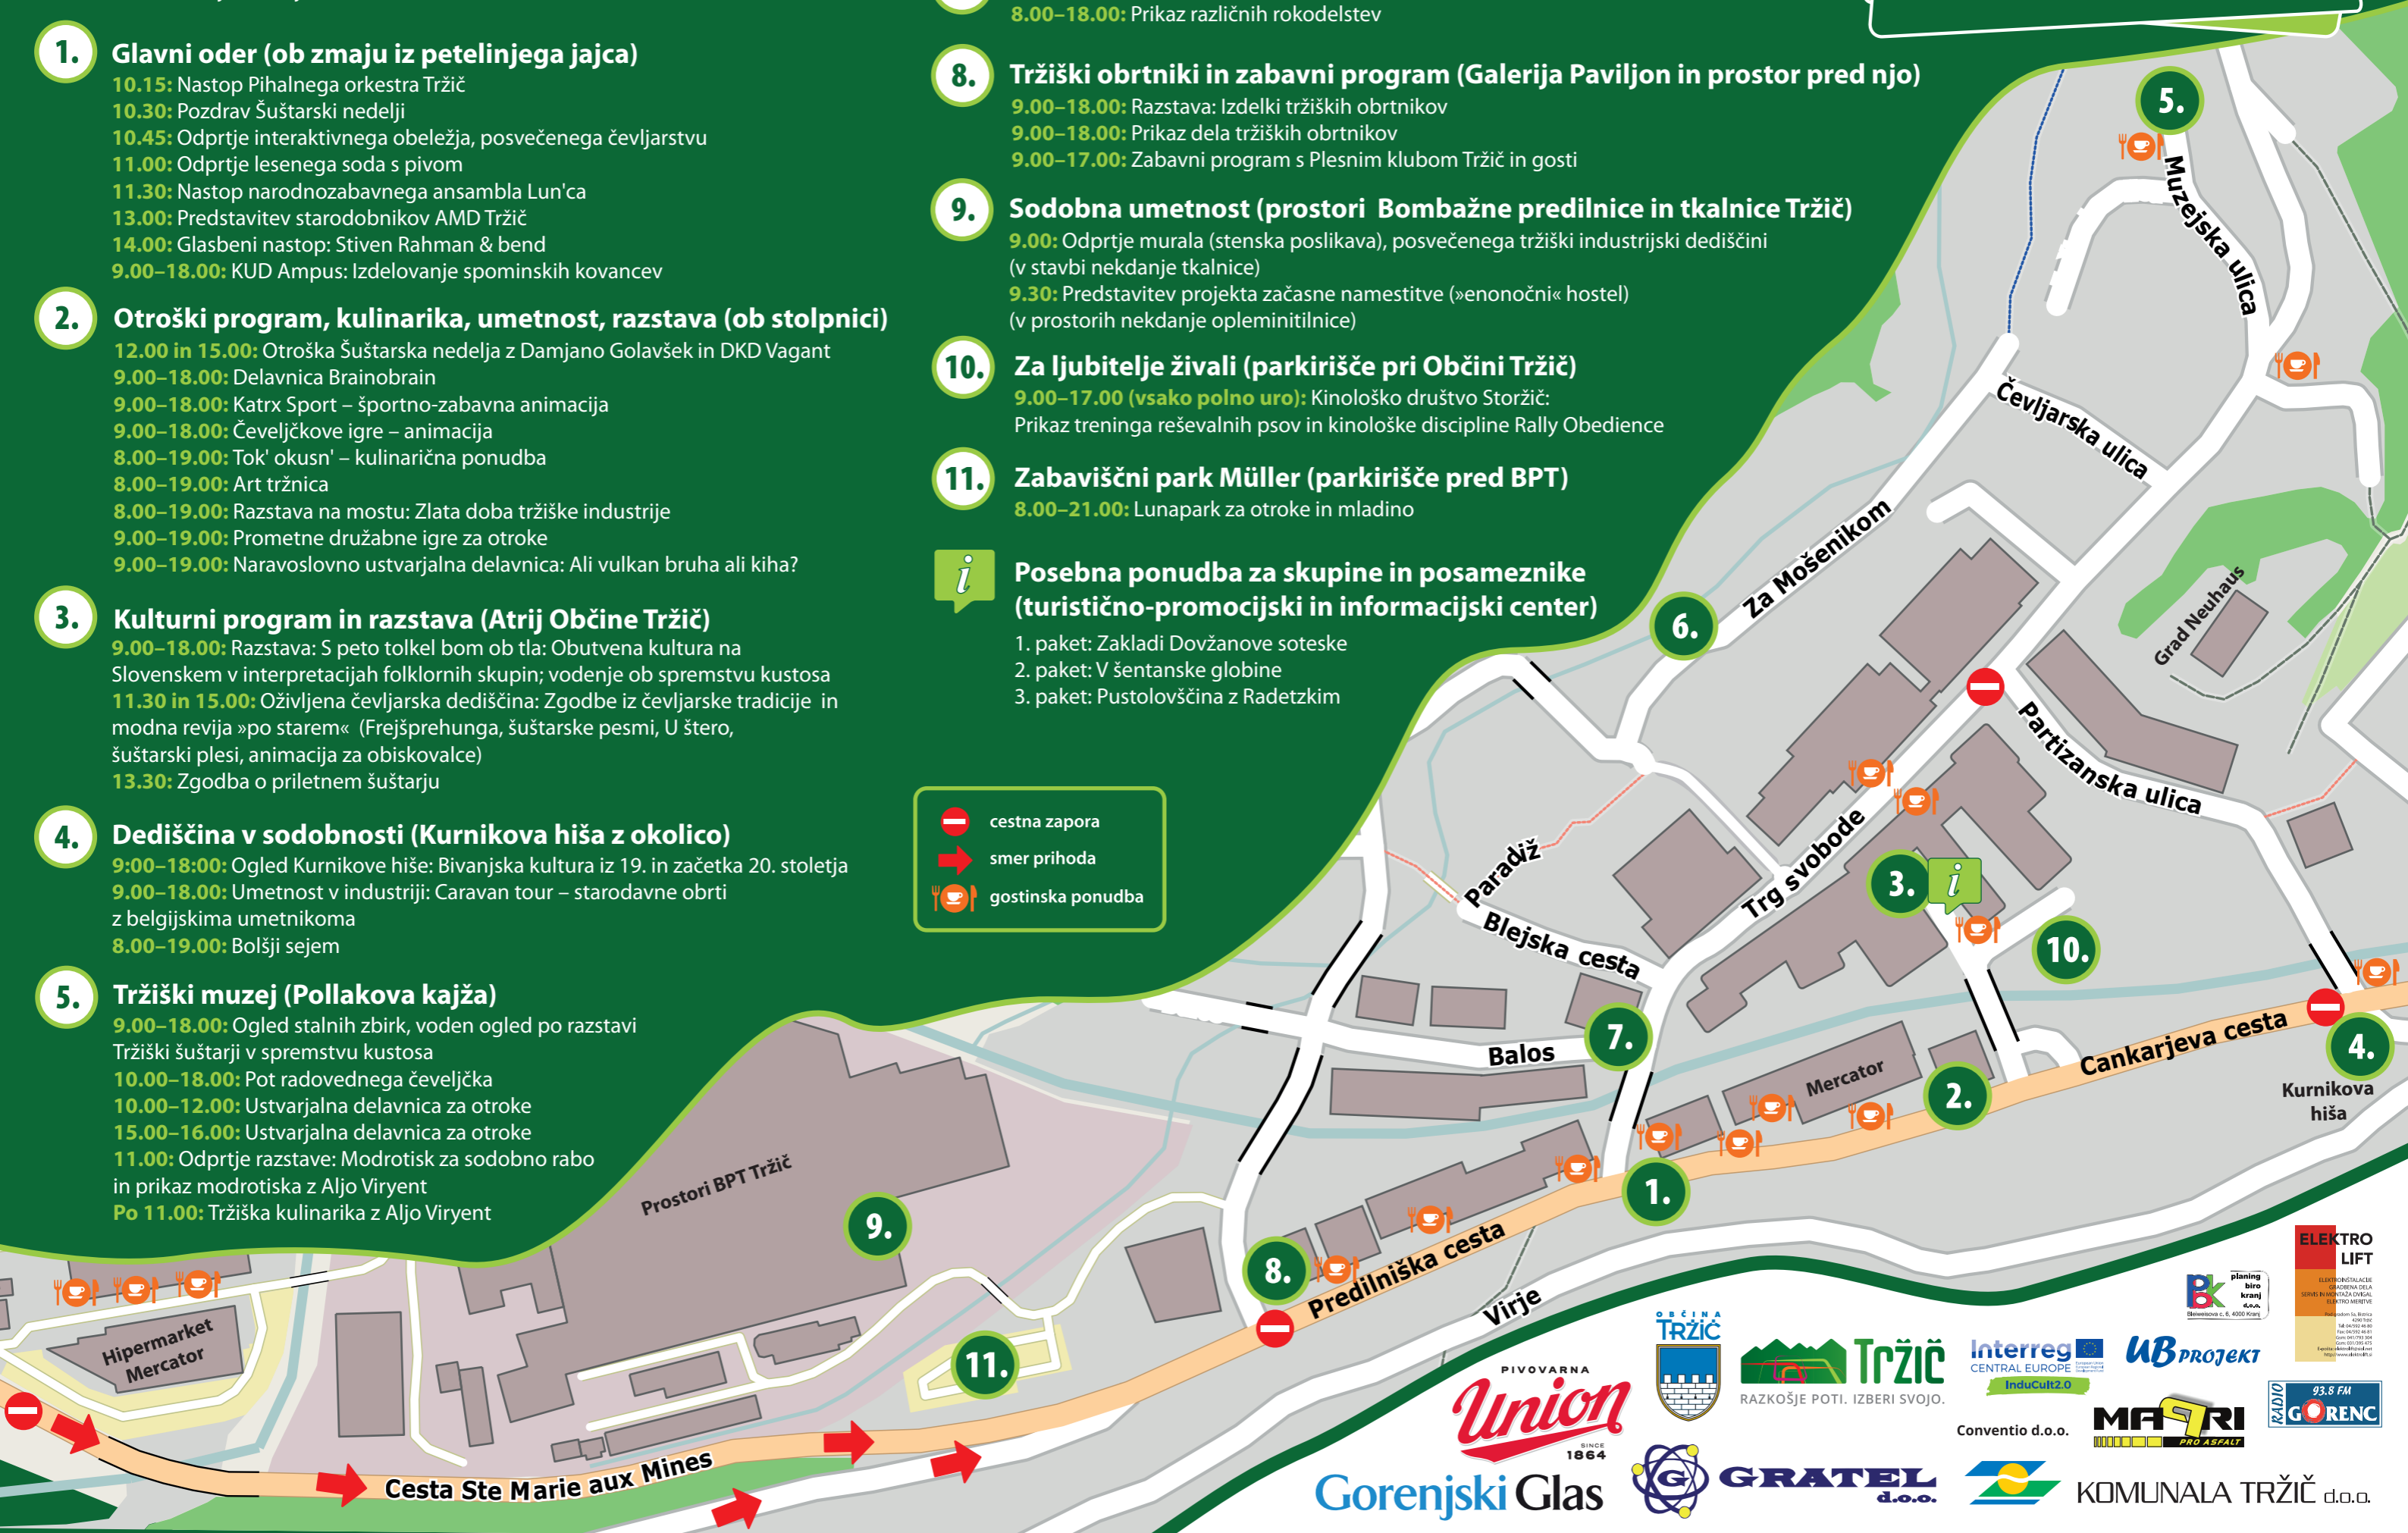 1. Glavni oder (ob zmaju iz petelinjega jajca)
10.15: Nastop Pihalnega orkestra Tržič
10.30: Pozdrav Šuštarski nedelji
10.45: Odprtje interaktivnega obeležja, posvečenega čevljarstvu
11.00: Odprtje lesenega soda s pivom
11.30: Nastop narodnozabavnega ansambla Lun'ca
13.00: Predstavitev starodobnikov AMD Tržič
14.00: Glasbeni nastop: Stiven Rahman & bend
9.00–18.00: KUD Ampus: Izdelovanje spominskih kovancev
2. Otroški program, kulinarika, umetnost, razstava (ob stolpnici)
12.00 in 15.00: Otroška Šuštarska nedelja z Damjano Golavšek in DKD Vagant
9.00–18.00: Delavnica Brainobrain
9.00–18.00: Katrx Sport – športno-zabavna animacija
9.00–18.00: Čeveljčkove igre – animacija
8.00–19.00: Tok' okusn' – kulinarična ponudba
8.00–19.00: Art tržnica
8.00–19.00: Razstava na mostu: Zlata doba tržiške industrije
9.00–19.00: Prometne družabne igre za otroke
9.00–19.00: Naravoslovno ustvarjalna delavnica: Ali vulkan bruha ali kiha?
3. Kulturni program in razstava (Atrij Občine Tržič)
9.00–18.00: Razstava: S peto tolkel bom ob tla: Obutvena kultura na
Slovenskem v interpretacijah folklornih skupin; vodenje ob spremstvu kustosa
11.30 in 15.00: Oživljena čevljarska dediščina: Zgodbe iz čevljarske tradicije in
modna revija »po starem« (Frejšprehunga, šuštarske pesmi, U štero,
šuštarski plesi, animacija za obiskovalce)
13.30: Zgodba o priletnem šuštarju
4. Dediščina v sodobnosti (Kurnikova hiša z okolico)
9:00–18:00: Ogled Kurnikove hiše: Bivanjska kultura iz 19. in začetka 20. stoletja
9.00–18.00: Umetnost v industriji: Caravan tour – starodavne obrti
z belgijskima umetnikoma
8.00–19.00: Bolšji sejem
5. Tržiški muzej (Pollakova kajža)
9.00–18.00: Ogled stalnih zbirk, voden ogled po razstavi
Tržiški šuštarji v spremstvu kustosa
10.00–18.00: Pot radovednega čeveljčka
10.00–12.00: Ustvarjalna delavnica za otroke
15.00–16.00: Ustvarjalna delavnica za otroke
11.00: Odprtje razstave: Modrotisk za sodobno rabo
in prikaz modrotiska z Aljo Viryent
Po 11.00: Tržiška kulinarika z Aljo Viryent
8.00–18.00: Prikaz različnih rokodelstev
8. Tržiški obrtniki in zabavni program (Galerija Paviljon in prostor pred njo)
9.00–18.00: Razstava: Izdelki tržiških obrtnikov
9.00–18.00: Prikaz dela tržiških obrtnikov
9.00–17.00: Zabavni program s Plesnim klubom Tržič in gosti
9. Sodobna umetnost (prostori Bombažne predilnice in tkalnice Tržič)
9.00: Odprtje murala (stenska poslikava), posvečenega tržiški industrijski dediščini
(v stavbi nekdanje tkalnice)
9.30: Predstavitev projekta začasne namestitve (»enonočni« hostel)
(v prostorih nekdanje opleminitilnice)
10. Za ljubitelje živali (parkirišče pri Občini Tržič)
9.00–17.00 (vsako polno uro): Kinološko društvo Storžič:
Prikaz treninga reševalnih psov in kinološke discipline Rally Obedience
11. Zabaviščni park Müller (parkirišče pred BPT)
8.00–21.00: Lunapark za otroke in mladino
i Posebna ponudba za skupine in posameznike
(turistično-promocijski in informacijski center)
1. paket: Zakladi Dovžanove soteske
2. paket: V šentanske globine
3. paket: Pustolovščina z Radetzkim
cestna zapora
smer prihoda
gostinska ponudba
5.
Muzejska ulica
Čevljarska ulica
Za Mošenikom
6.
Grad Neuhaus
Partizanska ulica
Trg svobode
Paradiž
Blejska cesta
3. i
10.
7.
Balos
Mercator
2.
Cankarjeva cesta
4.
Kurnikova
hiša
1.
Prostori BPT Tržič
9.
8.
Predilniška cesta
Virje
11.
Hipermarket
Mercator
Cesta Ste Marie aux Mines
PIVOVARNA
Union
SINCE
1864
OBČINA
TRŽIČ
Tržič
RAZKOŠJE POTI. IZBERI SVOJO.
Interreg
CENTRAL EUROPE
InduCult2.0
planing
biro
kranj
d.o.o.
Bleiweisova c. 6, 4000 Kranj
UB PROJEKT
ELEKTRO
LIFT
Conventio d.o.o.
MAPRI
PRO ASFALT
RADIO
93.8 FM
GORENC
Gorenjski Glas
G
GRATEL
d.o.o.
KOMUNALA TRŽIČ d.o.o.